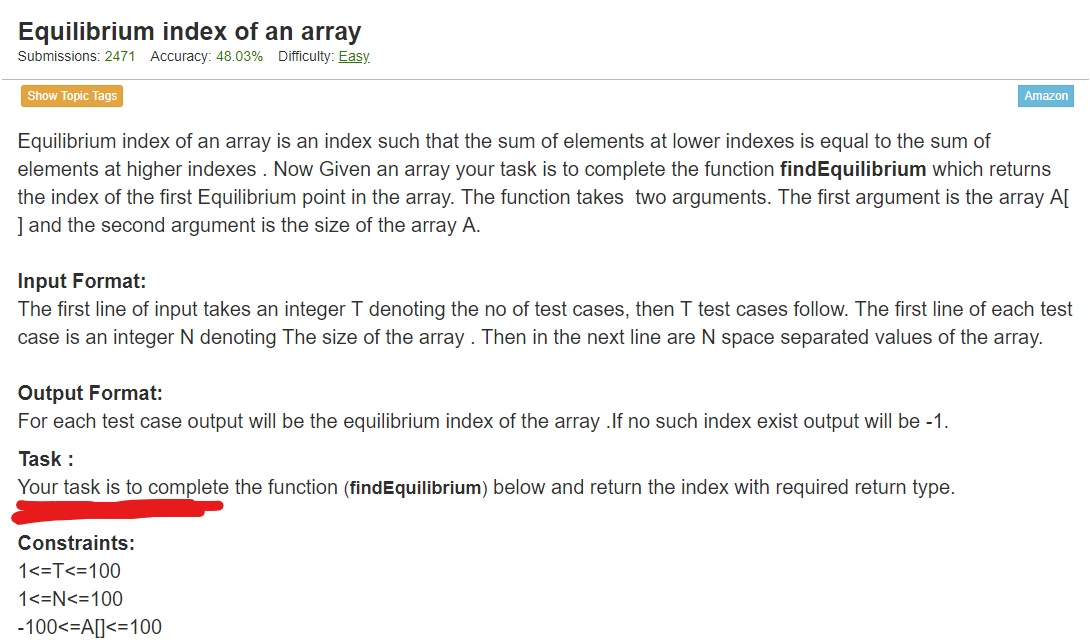 Equilibrium index of an array
Submissions: 2471 Accuracy: 48.03% Difficulty: Easy
Show Topic Tags
Amazon
Equilibrium index of an array is an index such that the sum of elements at lower indexes is equal to the sum of
elements at higher indexes . Now Given an array your task is to complete the function findEquilibrium which returns
the index of the first Equilibrium point in the array. The function takes  two arguments. The first argument is the array A[
] and the second argument is the size of the array A.
Input Format:
The first line of input takes an integer T denoting the no of test cases, then T test cases follow. The first line of each test
case is an integer N denoting The size of the array . Then in the next line are N space separated values of the array.
Output Format:
For each test case output will be the equilibrium index of the array .If no such index exist output will be -1.
Task :
Your task is to complete the function (findEquilibrium) below and return the index with required return type.
Constraints:
1<=T<=100
1<=N<=100
-100<=A[]<=100